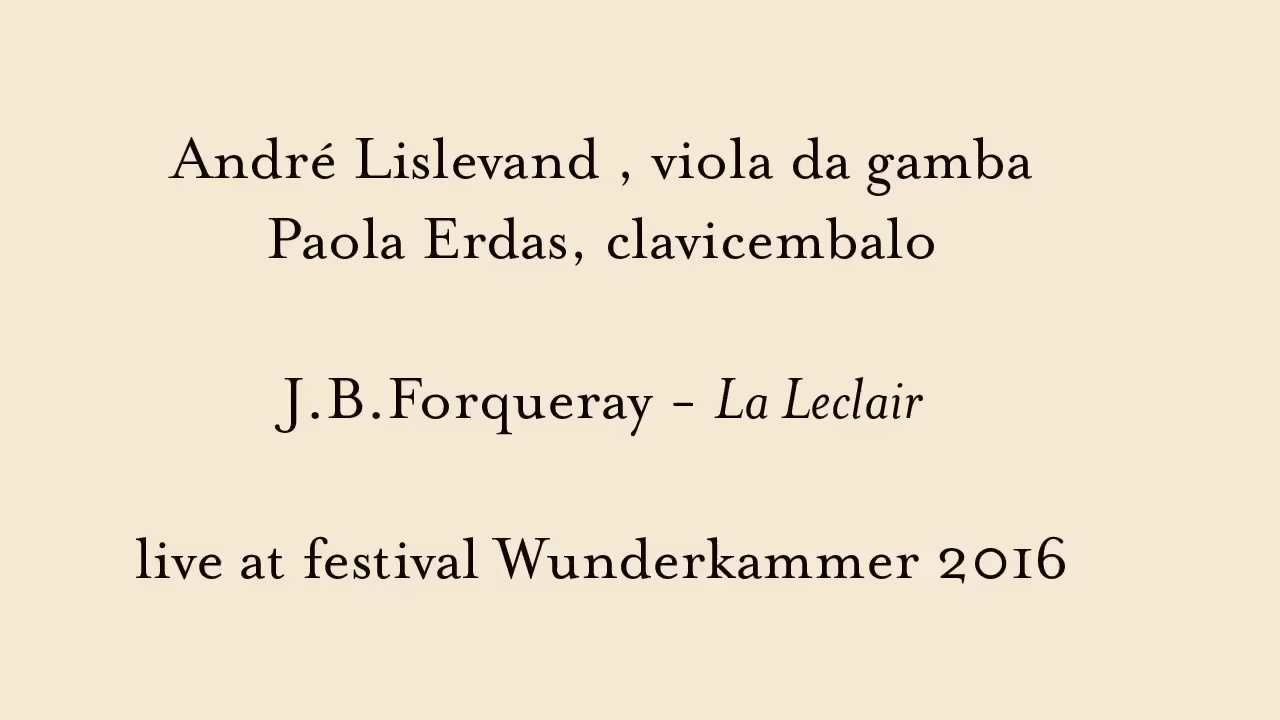 André Lislevand , viola da gamba
Paola Erdas, clavicembalo
J.B.Forqueray – La Leclair
live at festival Wunderkammer 2016